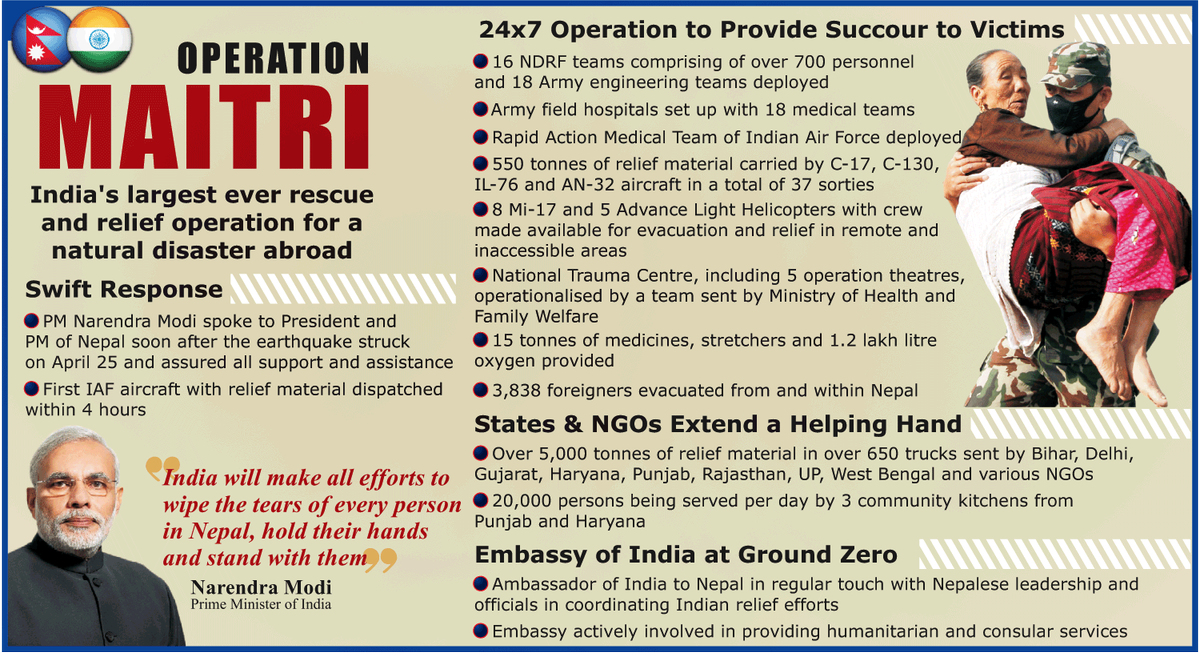 OPERATION
MAITRI
India's largest ever rescue
and relief operation for a
natural disaster abroad
Swift Response
PM Narendra Modi spoke to President and
PM of Nepal soon after the earthquake struck
on April 25 and assured all support and assistance
First IAF aircraft with relief material dispatched
within 4 hours
"India will make all efforts to
wipe the tears of every person
in Nepal, hold their hands
and stand with them"
Narendra Modi
Prime Minister of India
24x7 Operation to Provide Succour to Victims
16 NDRF teams comprising of over 700 personnel
and 18 Army engineering teams deployed
Army field hospitals set up with 18 medical teams
Rapid Action Medical Team of Indian Air Force deployed
550 tonnes of relief material carried by C-17, C-130,
IL-76 and AN-32 aircraft in a total of 37 sorties
8 Mi-17 and 5 Advance Light Helicopters with crew
made available for evacuation and relief in remote and
inaccessible areas
National Trauma Centre, including 5 operation theatres,
operationalised by a team sent by Ministry of Health and
Family Welfare
15 tonnes of medicines, stretchers and 1.2 lakh litre
oxygen provided
3,838 foreigners evacuated from and within Nepal
States & NGOs Extend a Helping Hand
Over 5,000 tonnes of relief material in over 650 trucks sent by Bihar, Delhi,
Gujarat, Haryana, Punjab, Rajasthan, UP, West Bengal and various NGOs
20,000 persons being served per day by 3 community kitchens from
Punjab and Haryana
Embassy of India at Ground Zero
Ambassador of India to Nepal in regular touch with Nepalese leadership and
officials in coordinating Indian relief efforts
Embassy actively involved in providing humanitarian and consular services